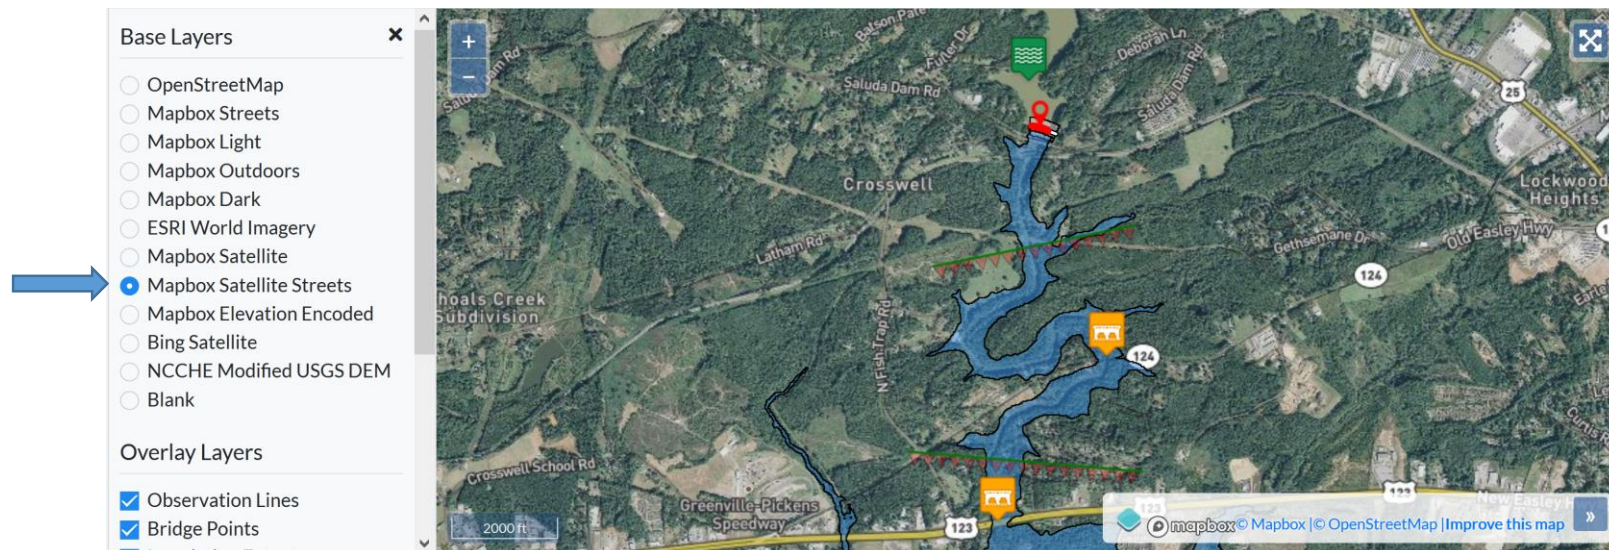 Base Layers
OpenStreetMap
Mapbox Streets
Mapbox Light
Mapbox Outdoors
Mapbox Dark
ESRI World Imagery
Mapbox Satellite
Mapbox Satellite Streets
Mapbox Elevation Encoded
Bing Satellite
NCCHE Modified USGS DEM
Blank
Overlay Layers
Observation Lines
Bridge Points
+
−
Deborah Ln
Saluda Dam Rd
Saluda Dam Rd
25
Crosswell
Lockwood
Heights
Latham Rd
Gethsemane Dr
Old Easley Hwy
124
hoals Creek
Subdivision
N Fish Trap Rd
124
Crosswell School Rd
Greenville-Pickens
Speedway
123
123
123
2000 ft
mapbox © Mapbox |© OpenStreetMap |Improve this map
»